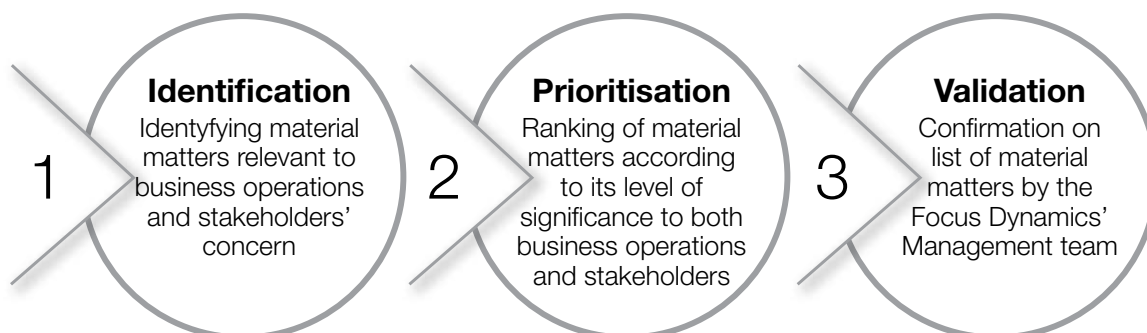 1
Identification
Identyfying material
matters relevant to
business operations
and stakeholders'
concern
2
Prioritisation
Ranking of material
matters according
to its level of
significance to both
business operations
and stakeholders
3
Validation
Confirmation on
list of material
matters by the
Focus Dynamics'
Management team